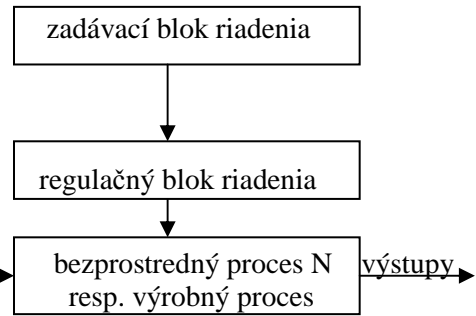 zadávací blok riadenia
regulačný blok riadenia
bezprostredný proces N
resp. výrobný proces
výstupy